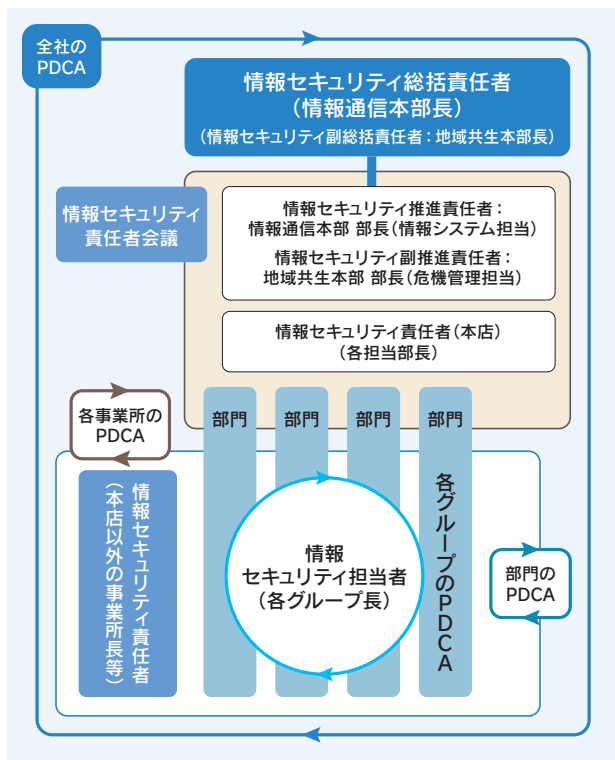 全社の
PDCA
情報セキュリティ総括責任者
（情報通信本部長）
（情報セキュリティ副総括責任者：地域共生本部長）
情報セキュリティ
責任者会議
情報セキュリティ推進責任者：
情報通信本部 部長（情報システム担当）
情報セキュリティ副推進責任者：
地域共生本部 部長（危機管理担当）
情報セキュリティ責任者（本店）
（各担当部長）
各事業所の
PDCA
部門
部門
部門
部門
情報セキュリティ責任者
（本店以外の事業所長等）
情報
セキュリティ担当者
（各グループ長）
各グループのPDCA
部門の
PDCA